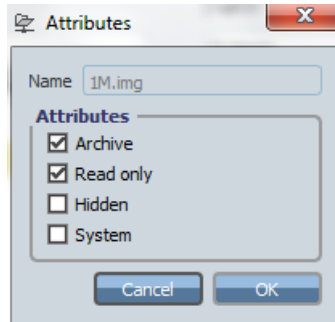 Attributes
Name 1M.img
Attributes
Archive
Read only
Hidden
System
Cancel OK